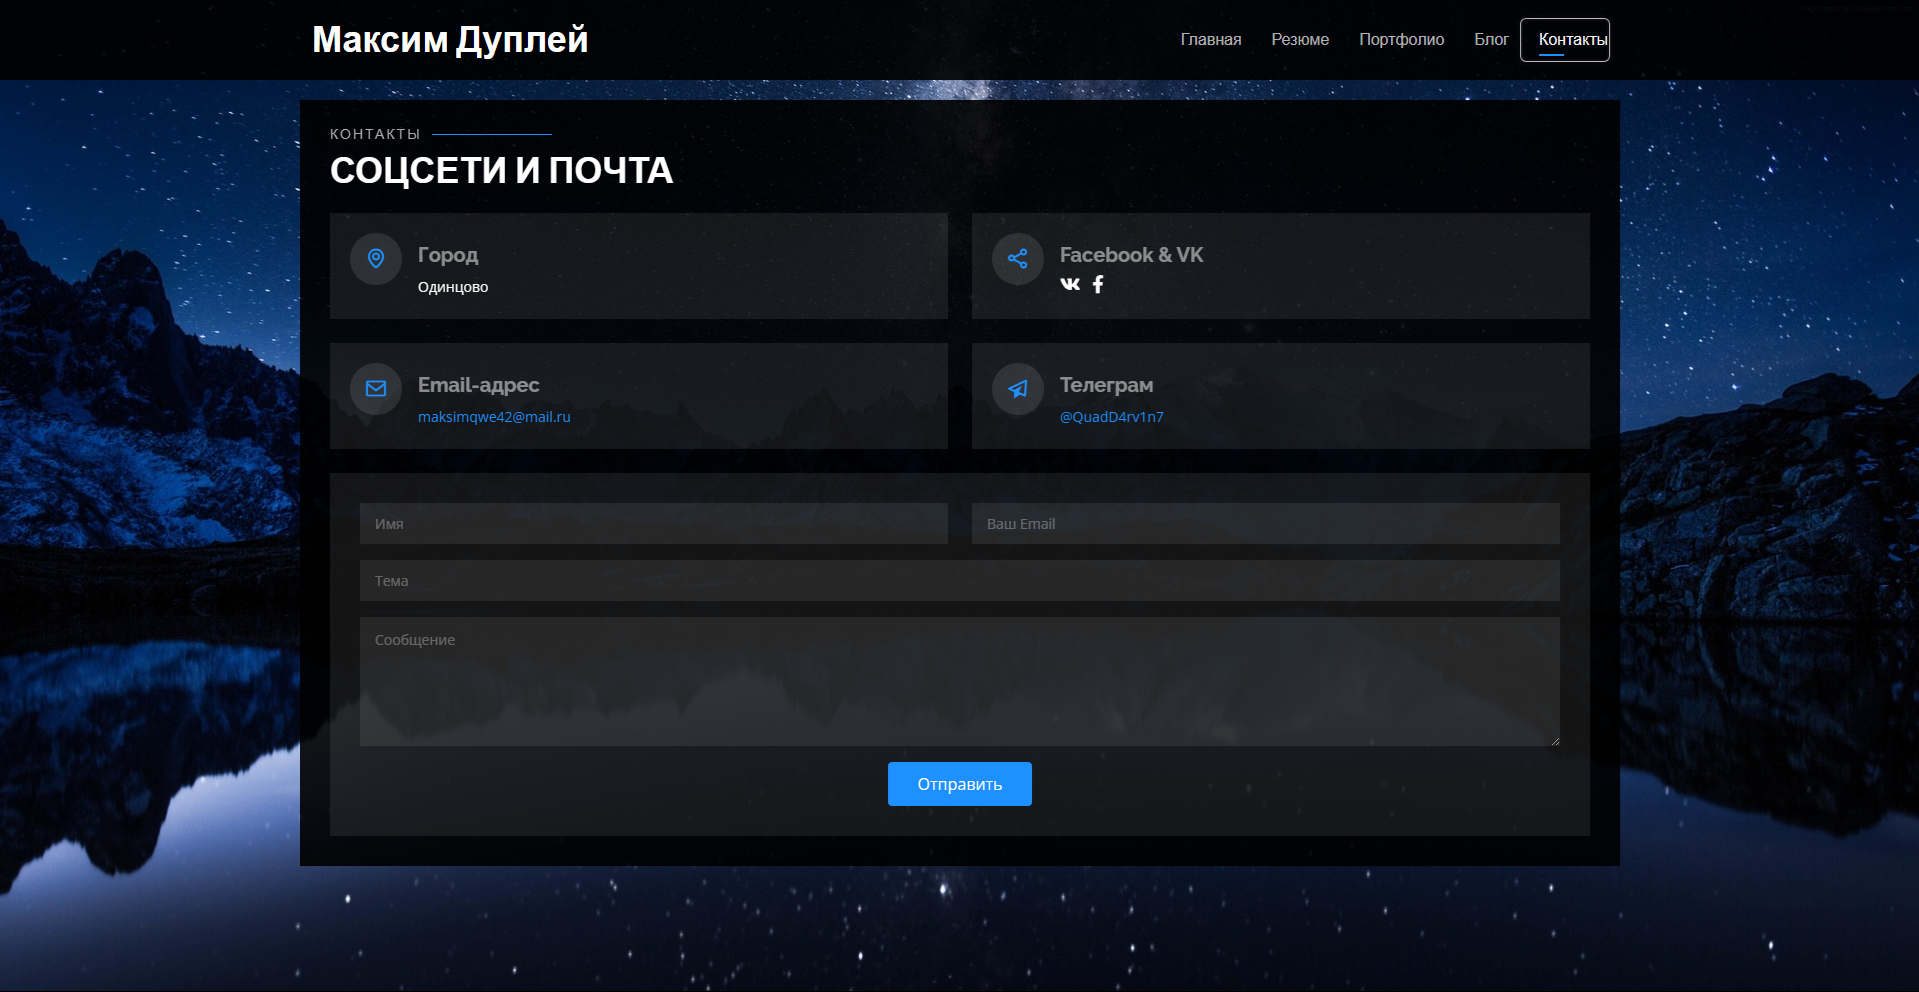 Максим Дуплей
Главная Резюме Портфолио Блог Контакты
КОНТАКТЫ
СОЦСЕТИ И ПОЧТА
Город
Одинцово
Facebook & VK
Email-адрес
maksimqwe42@mail.ru
Телеграм
@QuadD4rv1n7
Имя
Ваш Email
Тема
Сообщение
Отправить